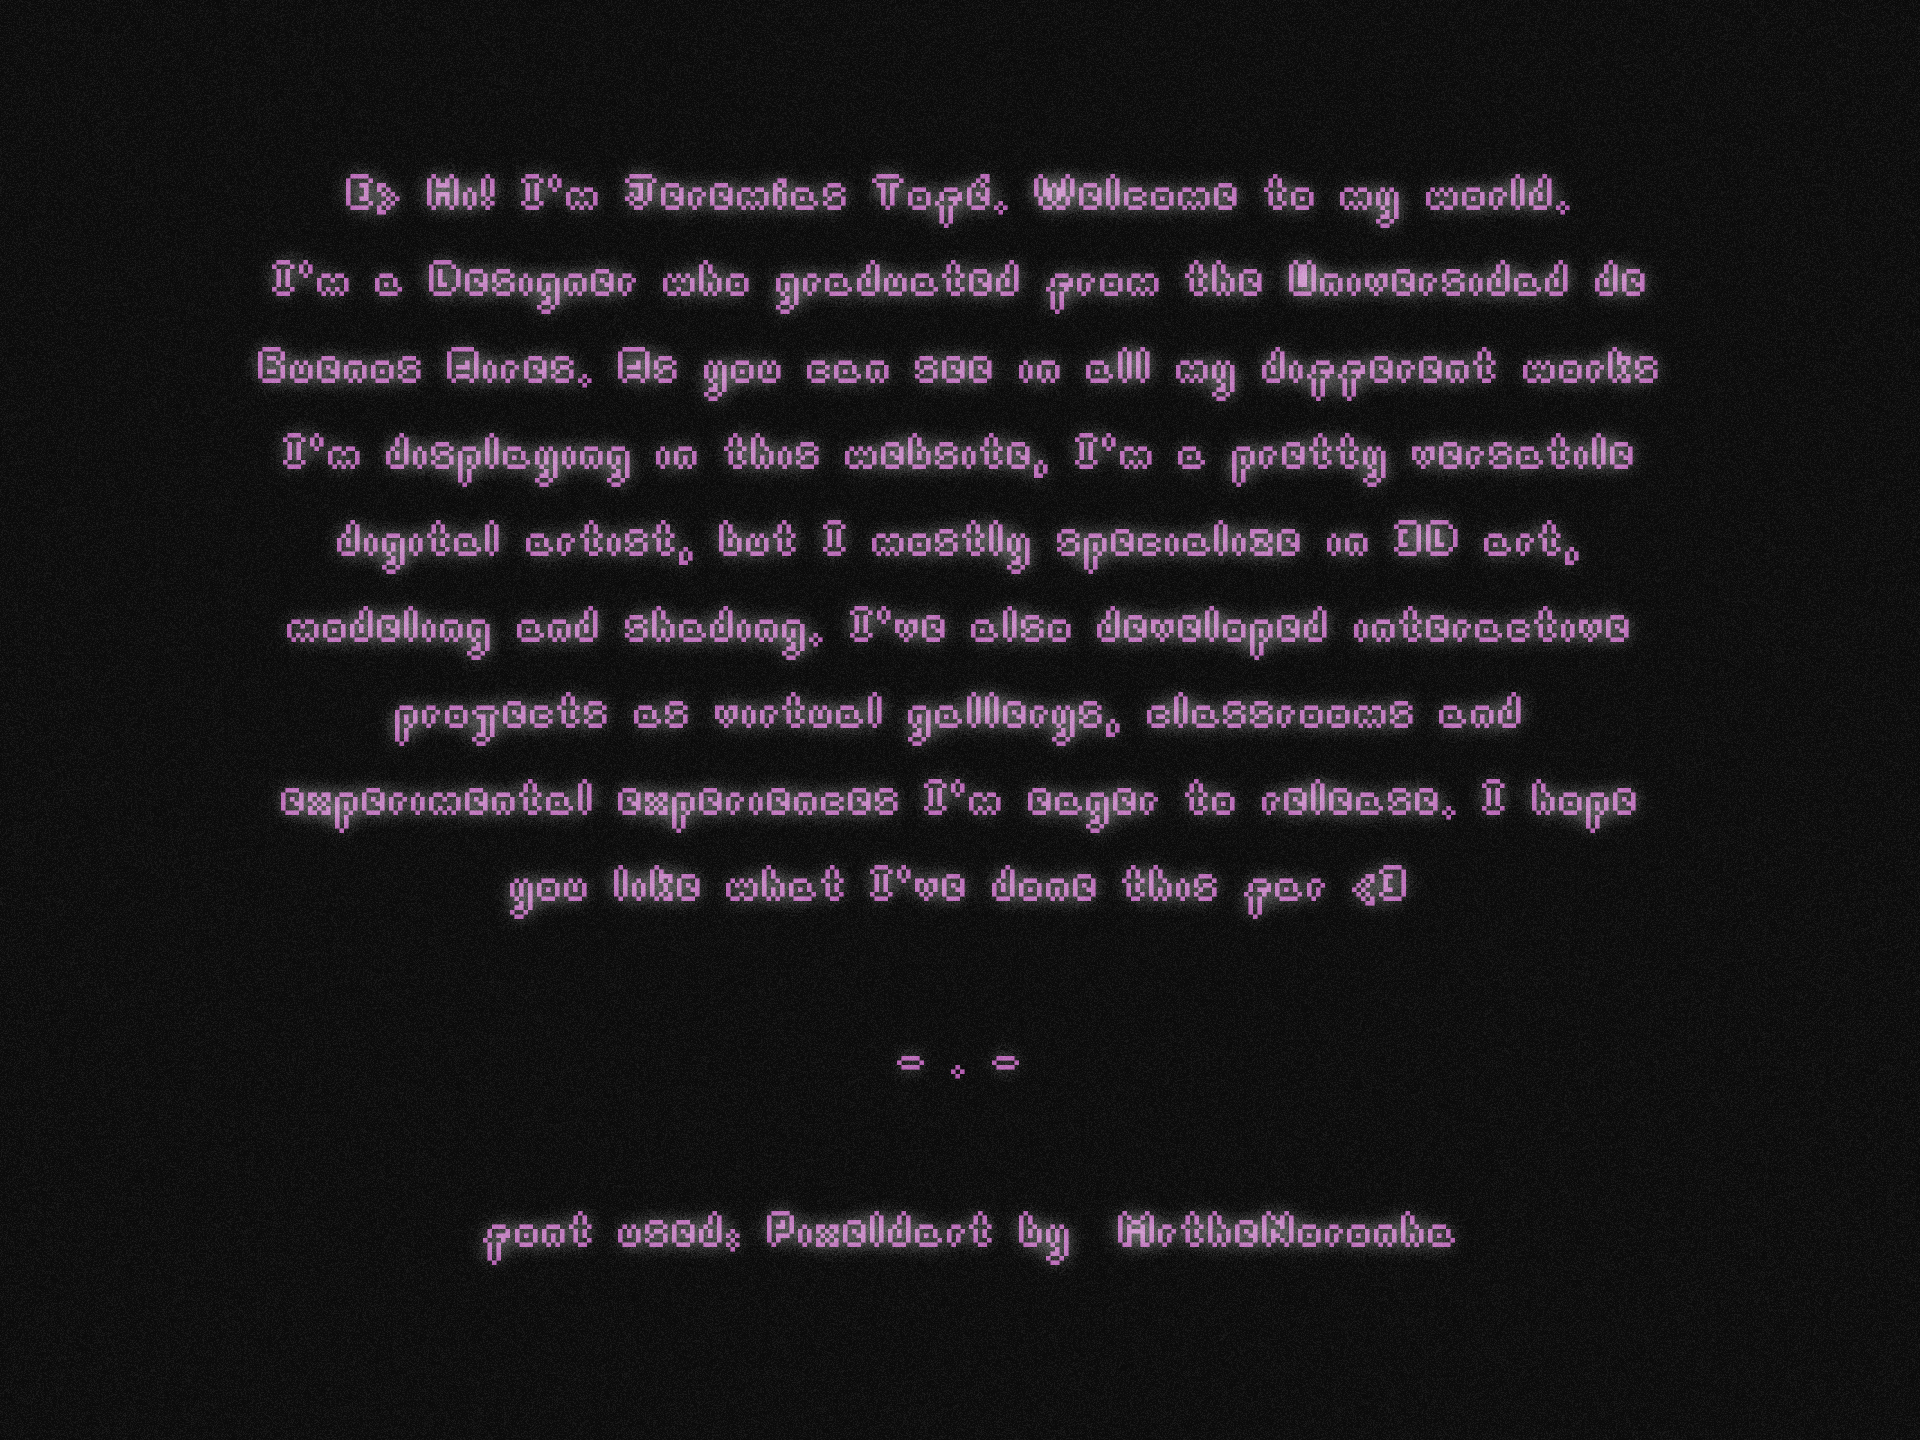 E> Hi! I'm Jeremias Tofé. Welcome to my world.
I'm a Designer who graduated from the Universidad de
Buenos Aires. As you can see in all my different works
I'm displaying in this website, I'm a pretty versatile
digital artist, but I mostly specialize in 3D art,
modeling and shading. I've also developed interactive
projects as virtual gallerys, classrooms and
experimental experiences I'm eager to release. I hope
you like what I've done this far <3
- . -
font used: Pixeldart by MrtheNoronha